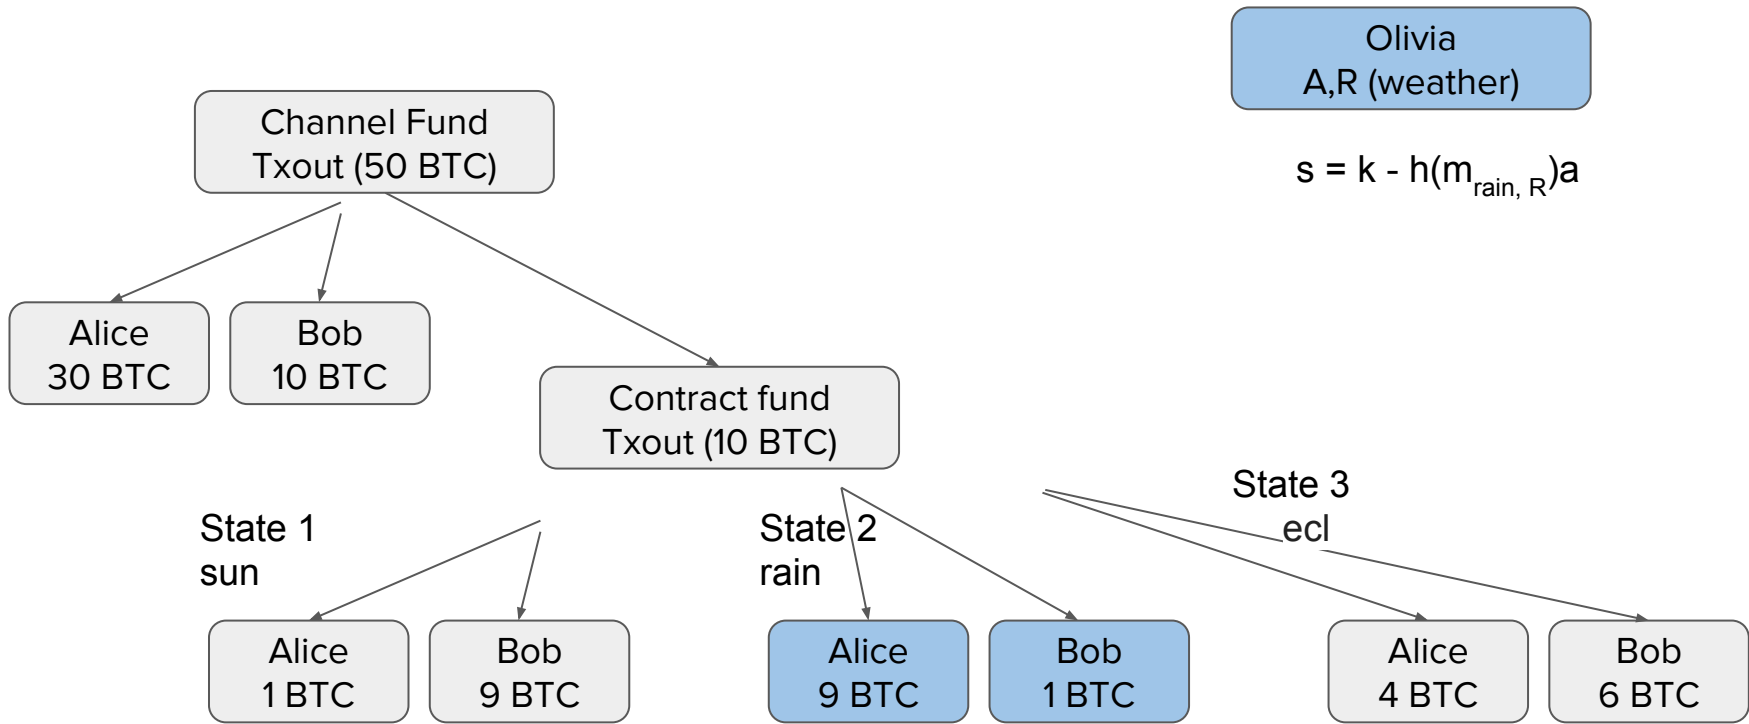 Olivia
A,R (weather)
s = k - h(m_rain, R)a
Channel Fund
Txout (50 BTC)
Alice
30 BTC
Bob
10 BTC
Contract fund
Txout (10 BTC)
State 1
sun
State 2
rain
State 3
ecl
Alice
1 BTC
Bob
9 BTC
Alice
9 BTC
Bob
1 BTC
Alice
4 BTC
Bob
6 BTC